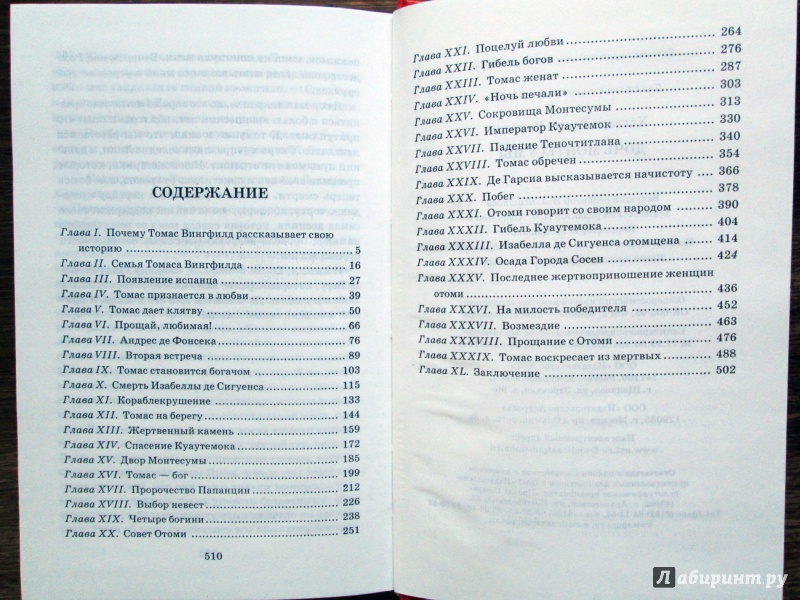 СОДЕРЖАНИЕ
Глава I. Почему Томас Вингфилд рассказывает свою
историю 5
Глава II. Семья Томаса Вингфилда 16
Глава III. Появление испанца 27
Глава IV. Томас признается в любви 39
Глава V. Томас дает клятву 50
Глава VI. Прощай, любимая! 66
Глава VII. Андрес де Фонсека 76
Глава VIII. Вторая встреча 89
Глава IX. Томас становится богачом 103
Глава X. Смерть Изабеллы де Сигуенса 115
Глава XI. Кораблекрушение 133
Глава XII. Томас на берегу 144
Глава XIII. Жертвенный камень 159
Глава XIV. Спасение Куаутемока 172
Глава XV. Двор Монтесумы 185
Глава XVI. Томас — бог 199
Глава XVII. Пророчество Папанцин 212
Глава XVIII. Выбор невест 226
Глава XIX. Четыре богини 238
Глава XX. Совет Отоми 251
510
Глава XXI. Поцелуй любви 264
Глава XXII. Гибель богов 276
Глава XXIII. Томас женат 287
Глава XXIV. «Ночь печали» 303
Глава XXV. Сокровища Монтесумы 313
Глава XXVI. Император Куаутемок 330
Глава XXVII. Падение Теночтитлана 340
Глава XXVIII. Томас обречен 354
Глава XXIX. Де Гарсиа высказывается начистоту 366
Глава XXX. Побег 378
Глава XXXI. Отоми говорит со своим народом 390
Глава XXXII. Гибель Куаутемока 404
Глава XXXIII. Изабелла де Сигуенса отомщена 414
Глава XXXIV. Осада Города Сосен 424
Глава XXXV. Последнее жертвоприношение женщин
отоми 436
Глава XXXVI. На милость победителя 452
Глава XXXVII. Возмездие 463
Глава XXXVIII. Прощание с Отоми 476
Глава XXXIX. Томас воскресает из мертвых 488
Глава XL. Заключение 502
Лабиринт.ру